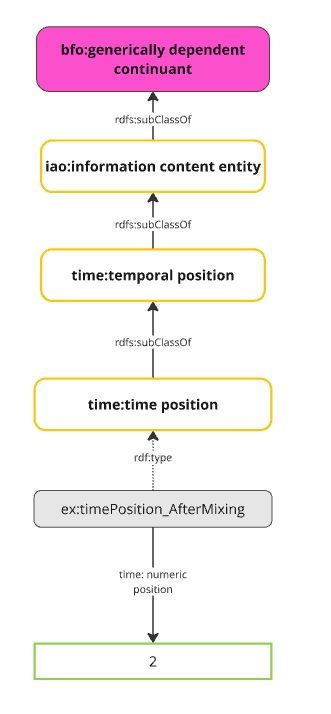 bfo:generically dependent
continuant
rdfs:subClassOf
iao:information content entity
rdfs:subClassOf
time:temporal position
rdfs:subClassOf
time:time position
rdf:type
ex:timePosition_AfterMixing
time: numeric
position
2